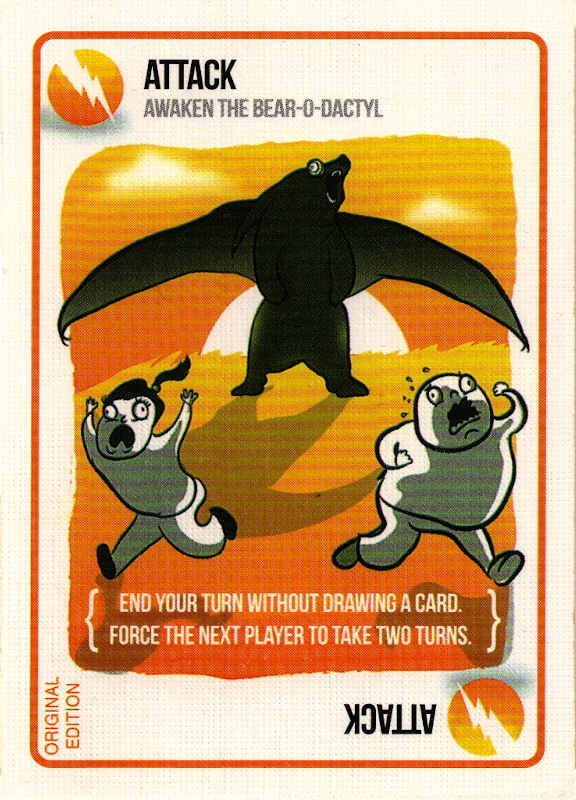 ATTACK
AWAKEN THE BEAR-O-DACTYL
{ END YOUR TURN WITHOUT DRAWING A CARD. }
FORCE THE NEXT PLAYER TO TAKE TWO TURNS.
ORIGINAL
EDITION
ATTACK